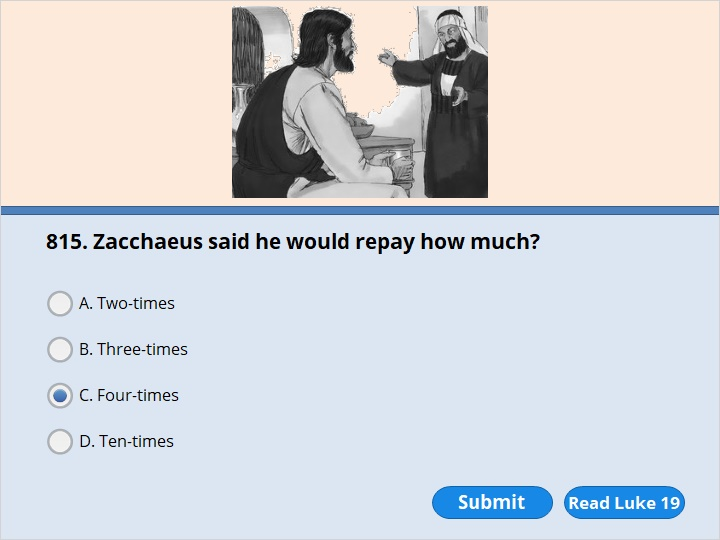 815. Zacchaeus said he would repay how much?
A. Two-times
B. Three-times
C. Four-times
D. Ten-times
Submit
Read Luke 19